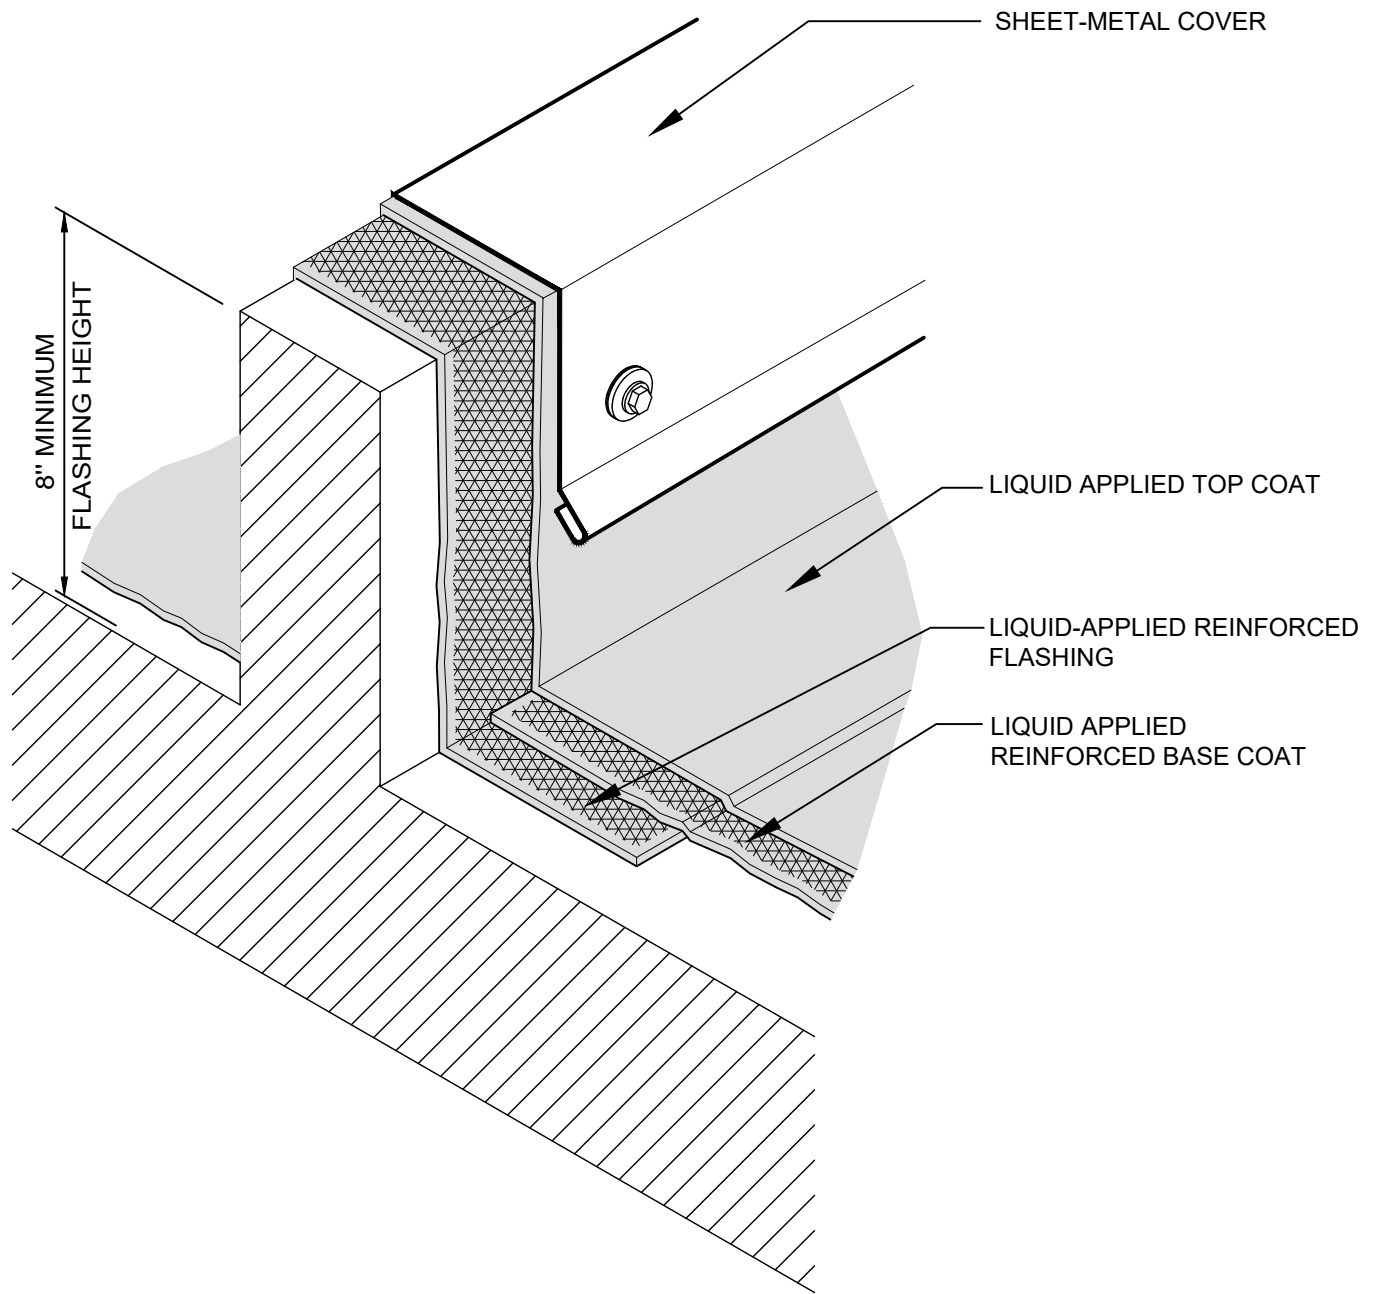 SHEET-METAL COVER
8" MINIMUM
FLASHING HEIGHT
LIQUID APPLIED TOP COAT
LIQUID-APPLIED REINFORCED
FLASHING
LIQUID APPLIED
REINFORCED BASE COAT